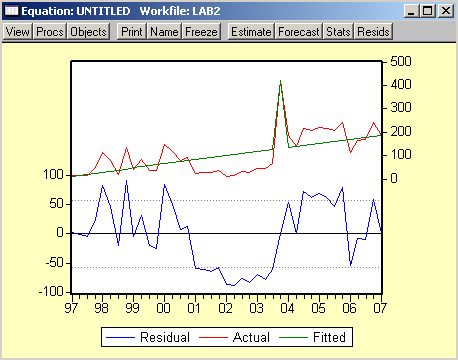 Equation: UNTITLED Workfile: LAB2
View Procs Objects Print Name Freeze Estimate Forecast Stats Resids
500
400
300
200
100
0
100
50
0
-50
-100
97 98 99 00 01 02 03 04 05 06 07
Residual Actual Fitted